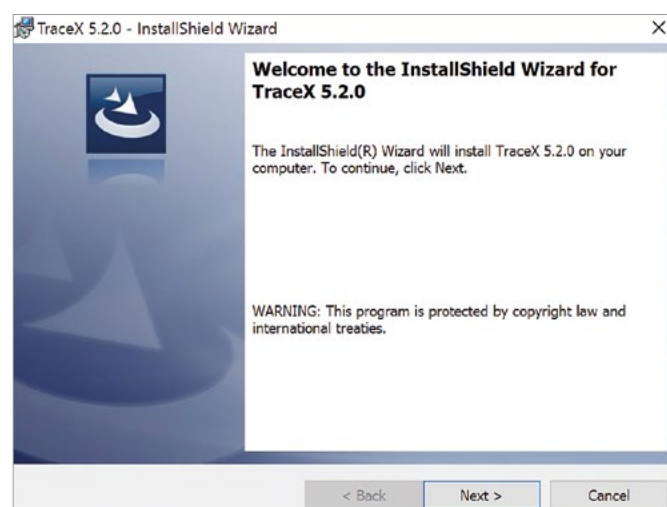 TraceX 5.2.0 - InstallShield Wizard
Welcome to the InstallShield Wizard for
TraceX 5.2.0
The InstallShield(R) Wizard will install TraceX 5.2.0 on your
computer. To continue, click Next.
WARNING: This program is protected by copyright law and
international treaties.
< Back Next > Cancel